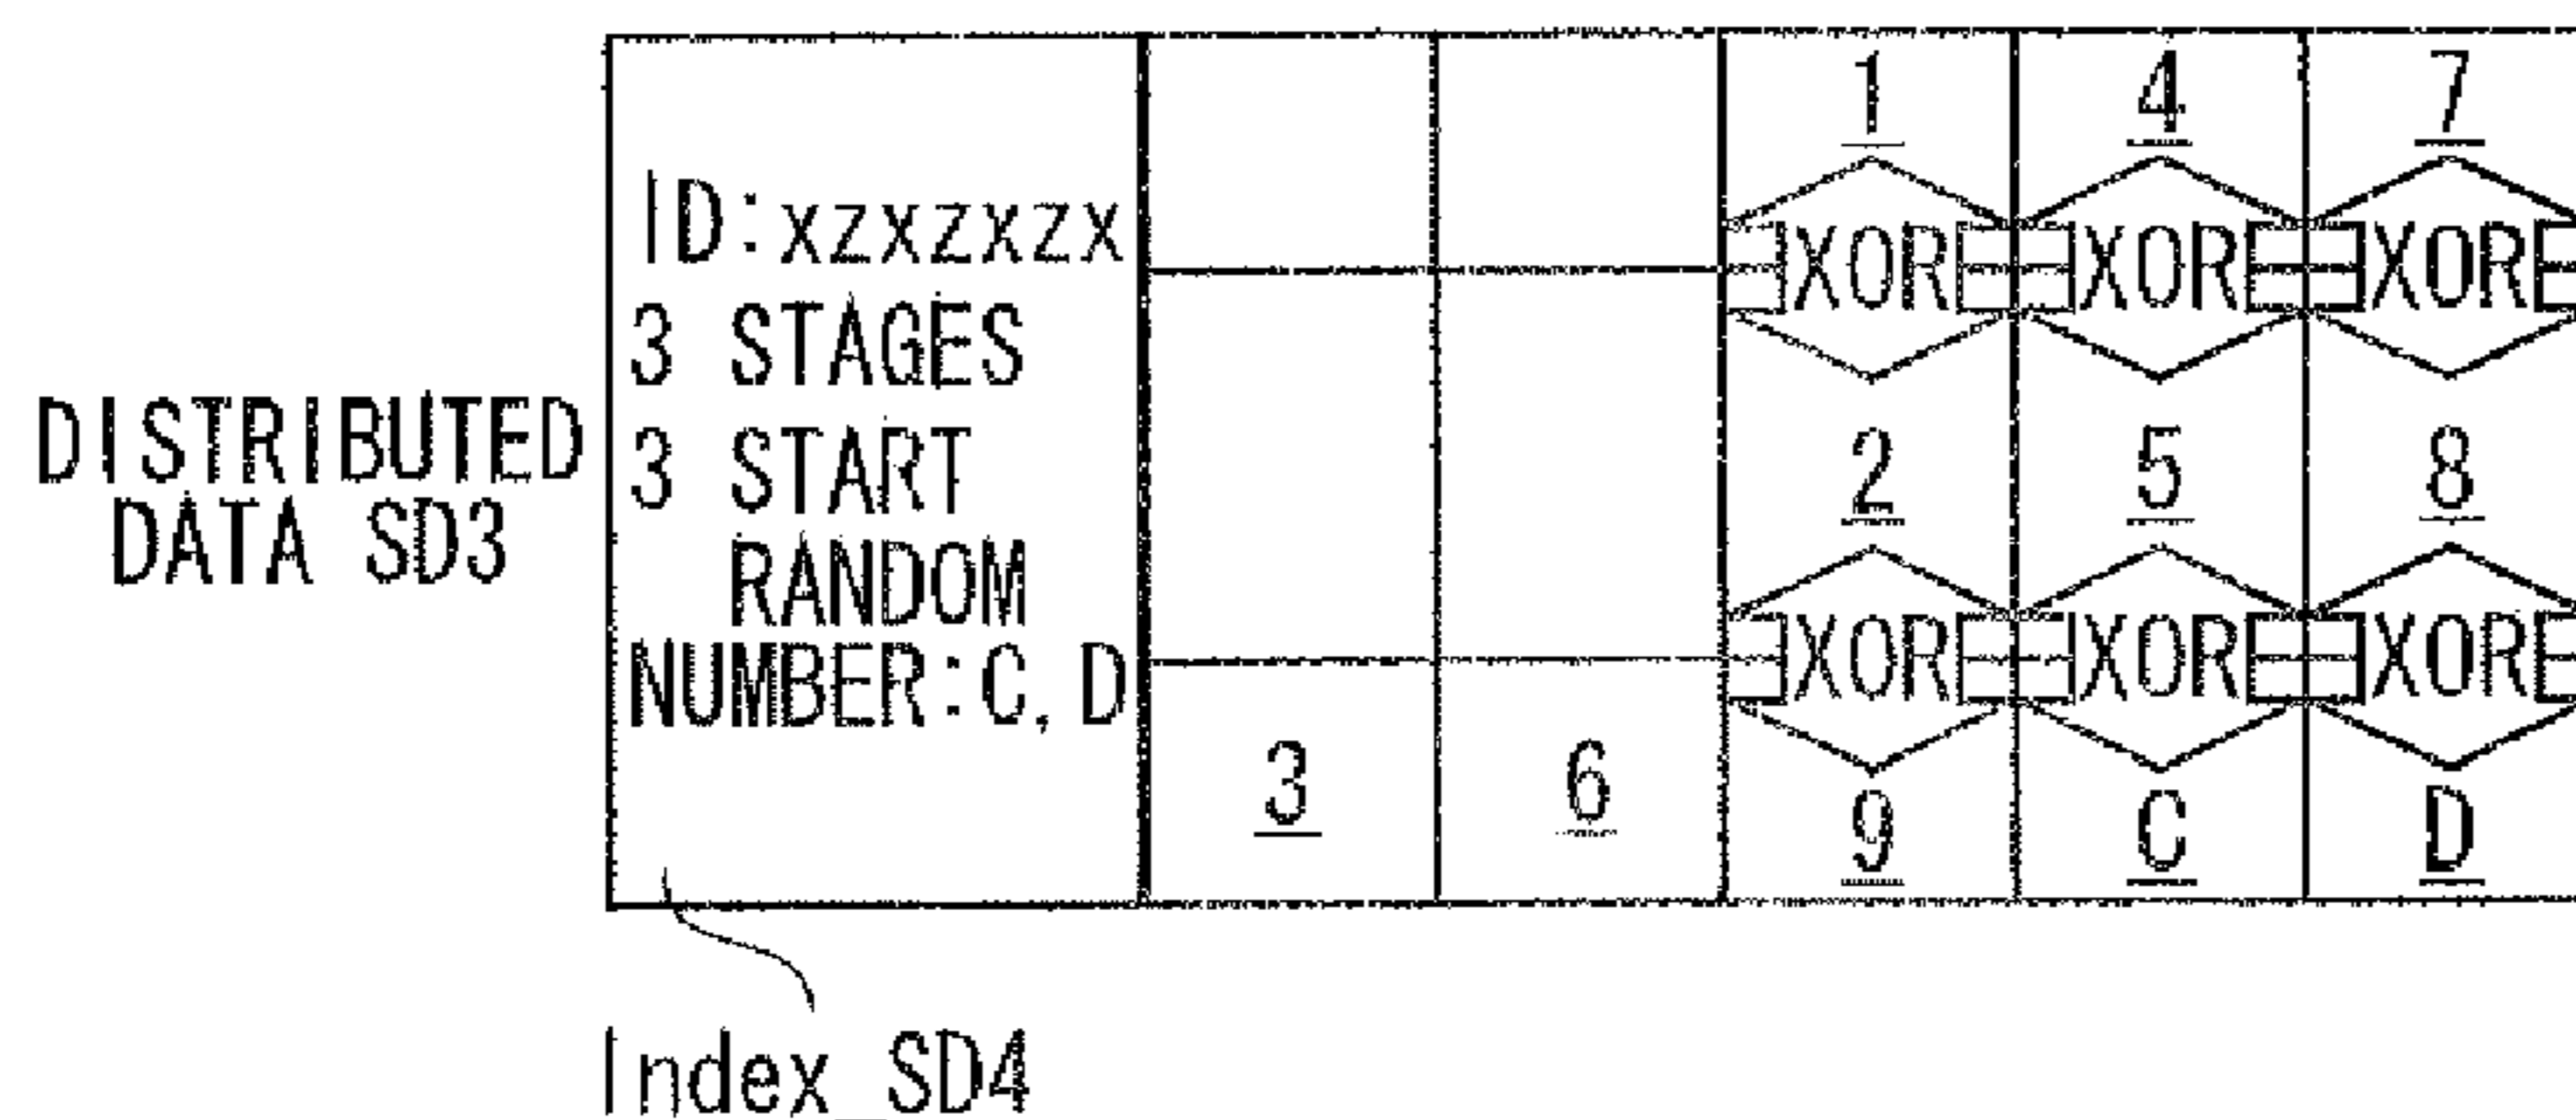 1 4 7
ID:xzxzxzx
XOR XOR XOR
3 STAGES
DISTRIBUTED
DATA SD3
3 START
2 5 8
RANDOM
NUMBER:C,D
XOR XOR XOR
3 6 9 C D
Index_SD4